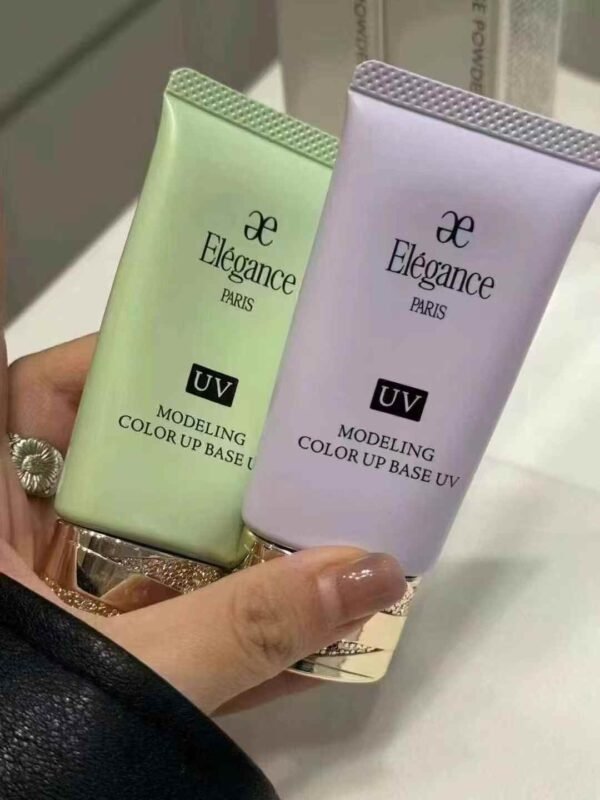 E POWDE
æ
Elégance
PARIS
UV
MODELING
COLOR UP BASE U
æ
Elégance
PARIS
UV
MODELING
COLOR UP BASE UV